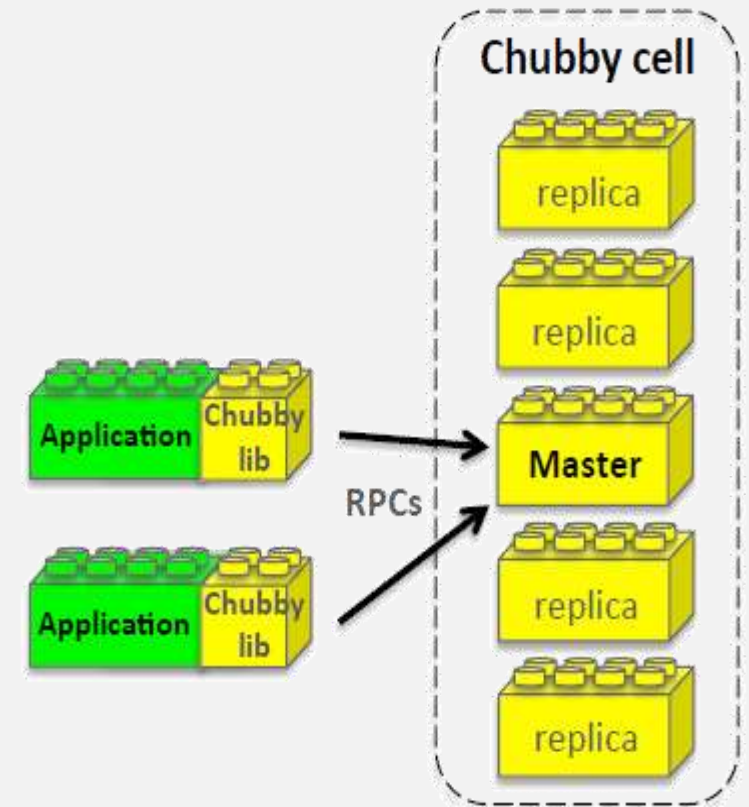 Chubby cell
replica
replica
Application
Chubby
lib
Master
RPCs
Application
Chubby
lib
replica
replica